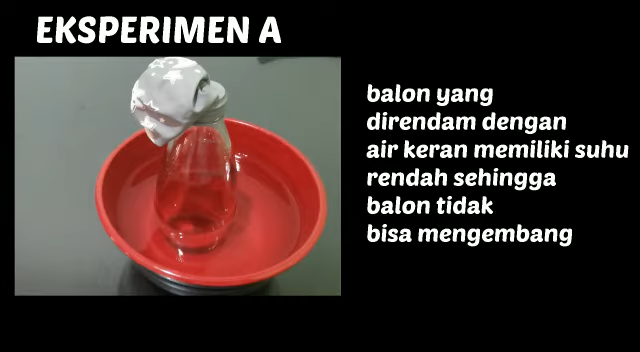 EKSPERIMEN A
balon yang
direndam dengan
air keran memiliki suhu
rendah sehingga
balon tidak
bisa mengembang